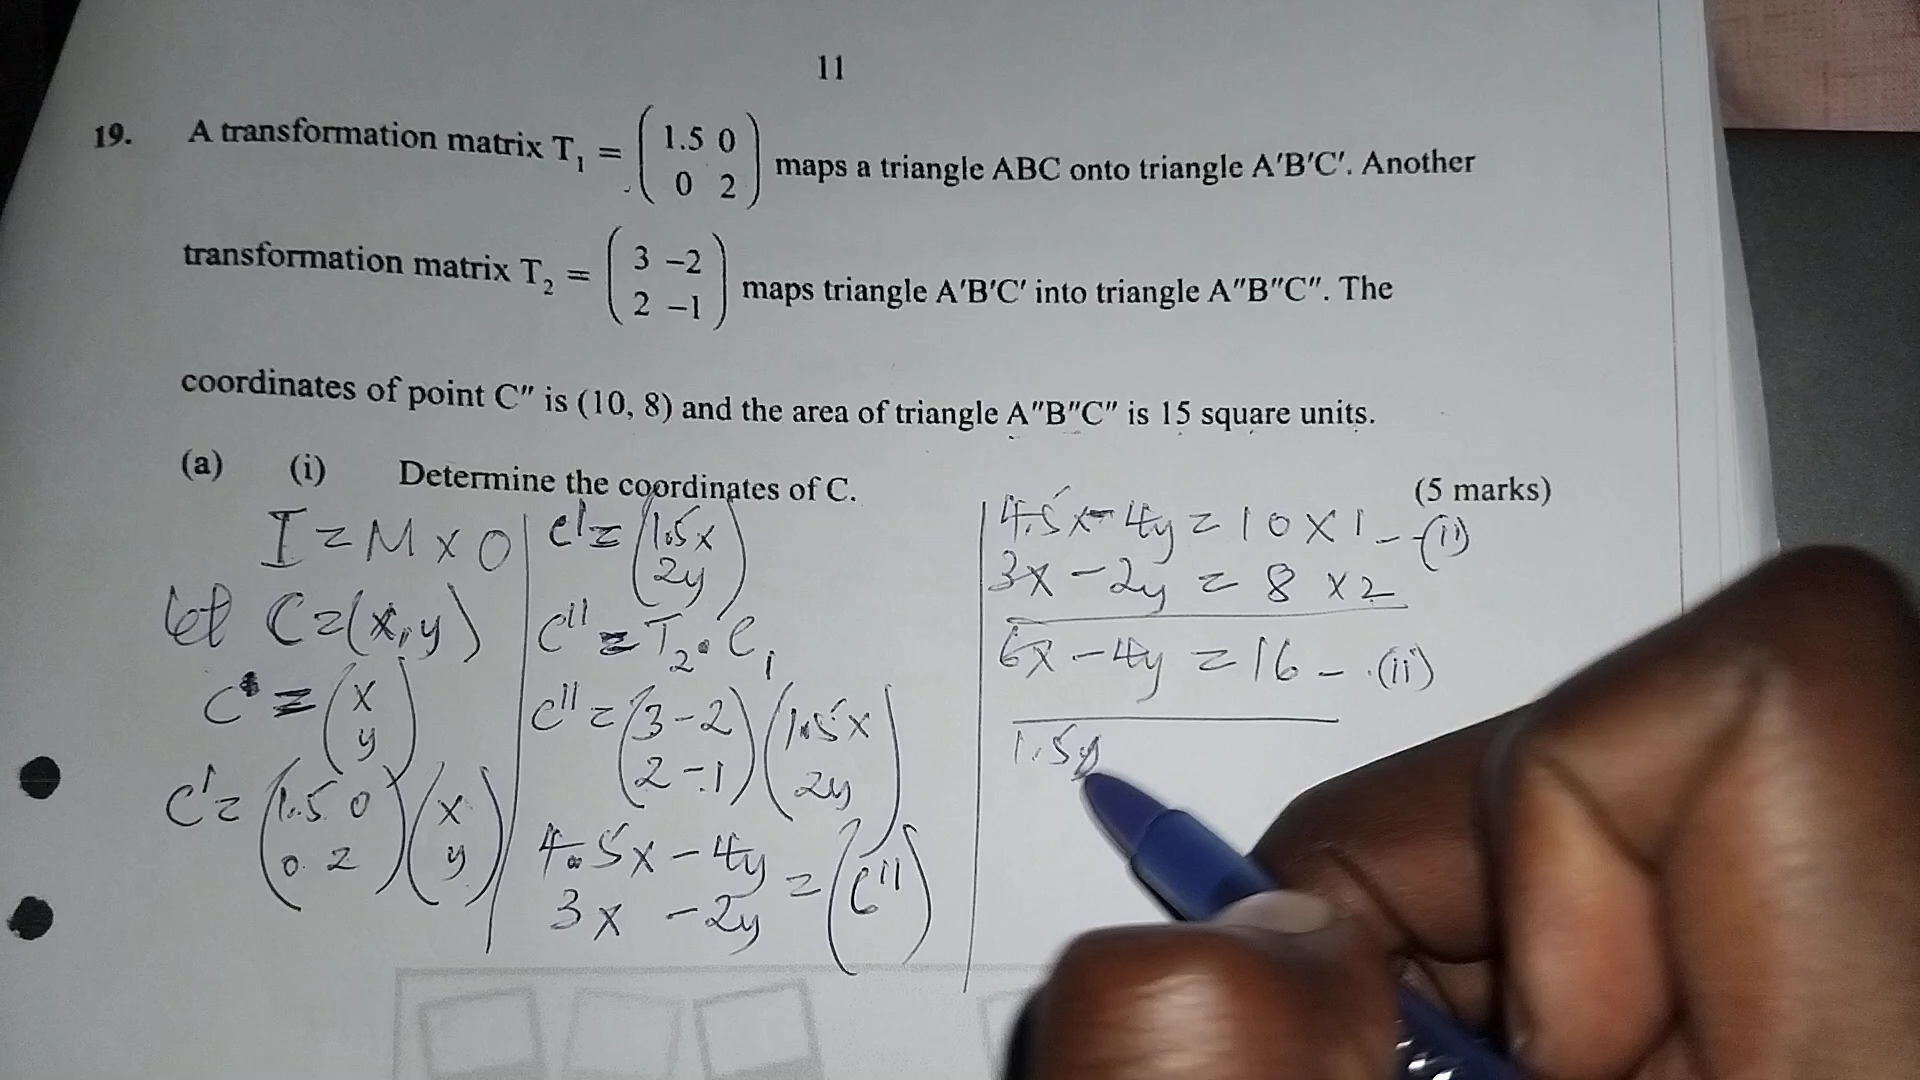 11
19. A transformation matrix T₁ = (1.5 0
0 2) maps a triangle ABC onto triangle A′B′C′. Another
transformation matrix T₂ = (3 −2
2 −1) maps triangle A′B′C′ into triangle A″B″C″. The
coordinates of point C″ is (10, 8) and the area of triangle A″B″C″ is 15 square units.
(a) (i) Determine the coordinates of C. (5 marks)
I = M × O
let C = (x, y)
C = (x
y)
C' = (1.5 0
0 2) (x
y)
C' = (1.5x
2y)
C'' = T₂ · C₁
C'' = (3 -2
2 -1) (1.5x
2y)
4.5x - 4y
3x - 2y = (C'')
4.5x - 4y = 10 × 1 -- (i)
3x - 2y = 8 × 2
6x - 4y = 16 -- (ii)
1.5